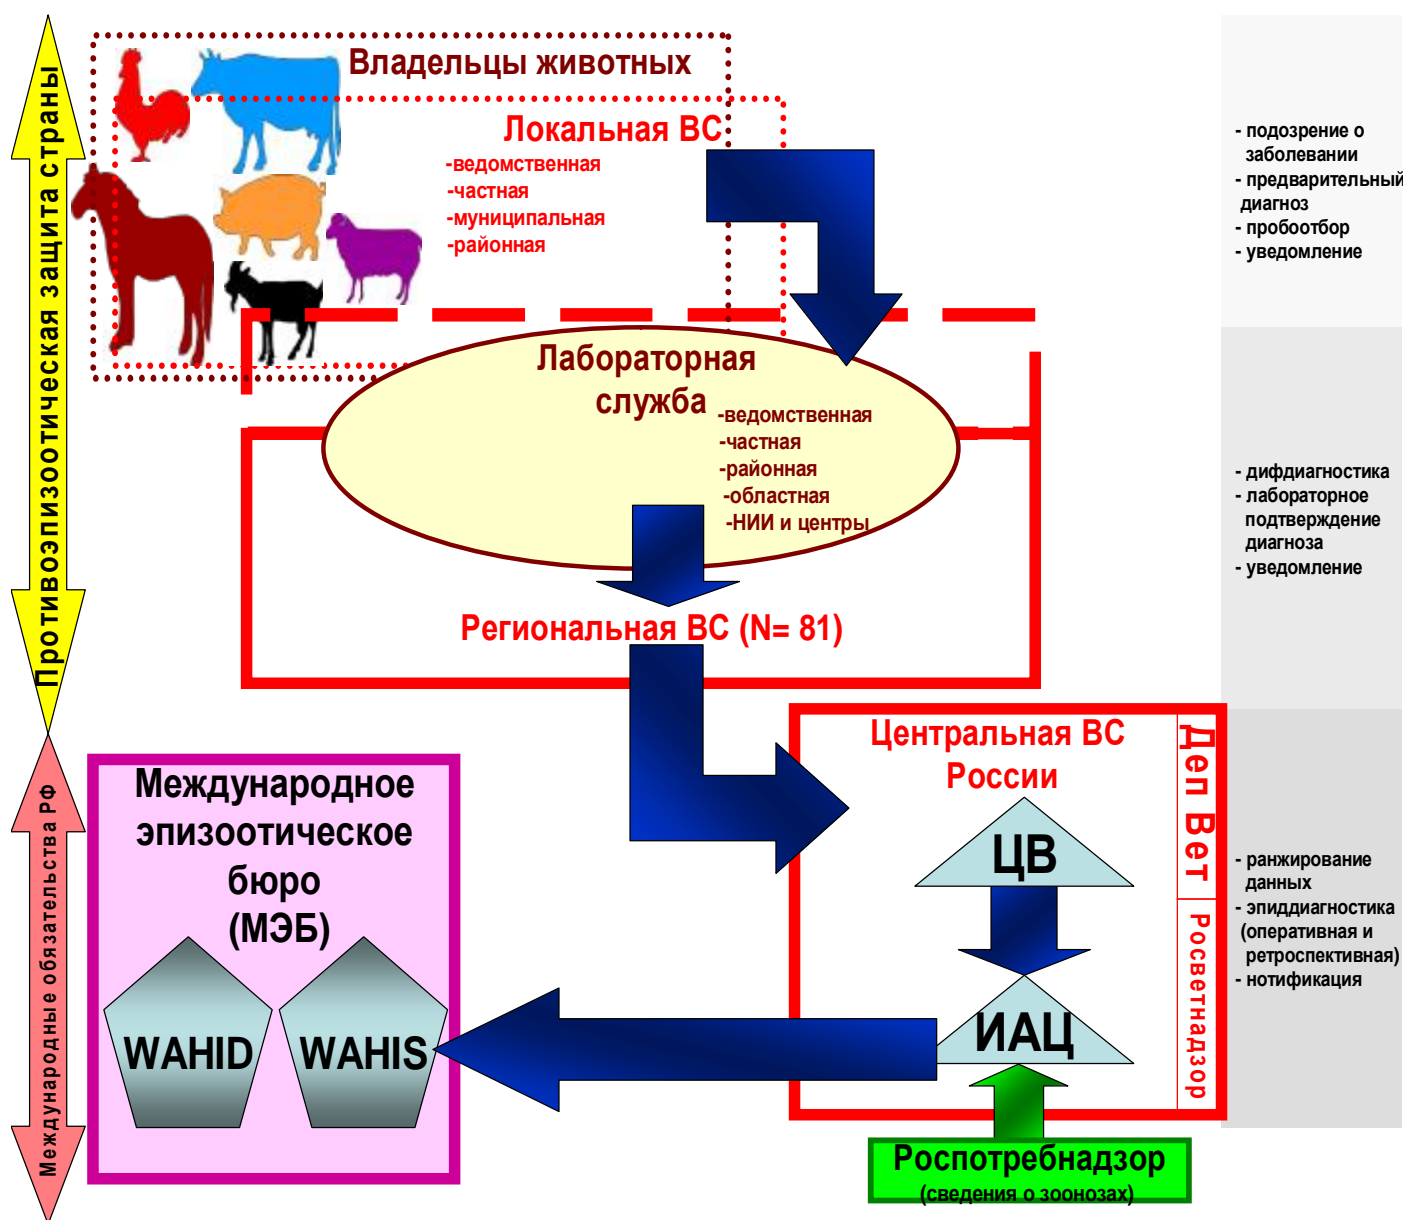 Противоэпизоотическая защита страны
Владельцы животных
Локальная ВС
-ведомственная
-частная
-муниципальная
-районная
- подозрение о
заболевании
- предварительный
диагноз
- пробоотбор
- уведомление
Лабораторная
служба
-ведомственная
-частная
-районная
-областная
-НИИ и центры
- дифдиагностика
- лабораторное
подтверждение
диагноза
- уведомление
Региональная ВС (N= 81)
Международные обязательства РФ
Международное
эпизоотическое
бюро
(МЭБ)
WAHID
WAHIS
Центральная ВС
России
ЦВ
ИАЦ
Деп Вет
Росветнадзор
- ранжирование
данных
- эпиддиагностика
(оперативная и
ретроспективная)
- нотификация
Роспотребнадзор
(сведения о зоонозах)